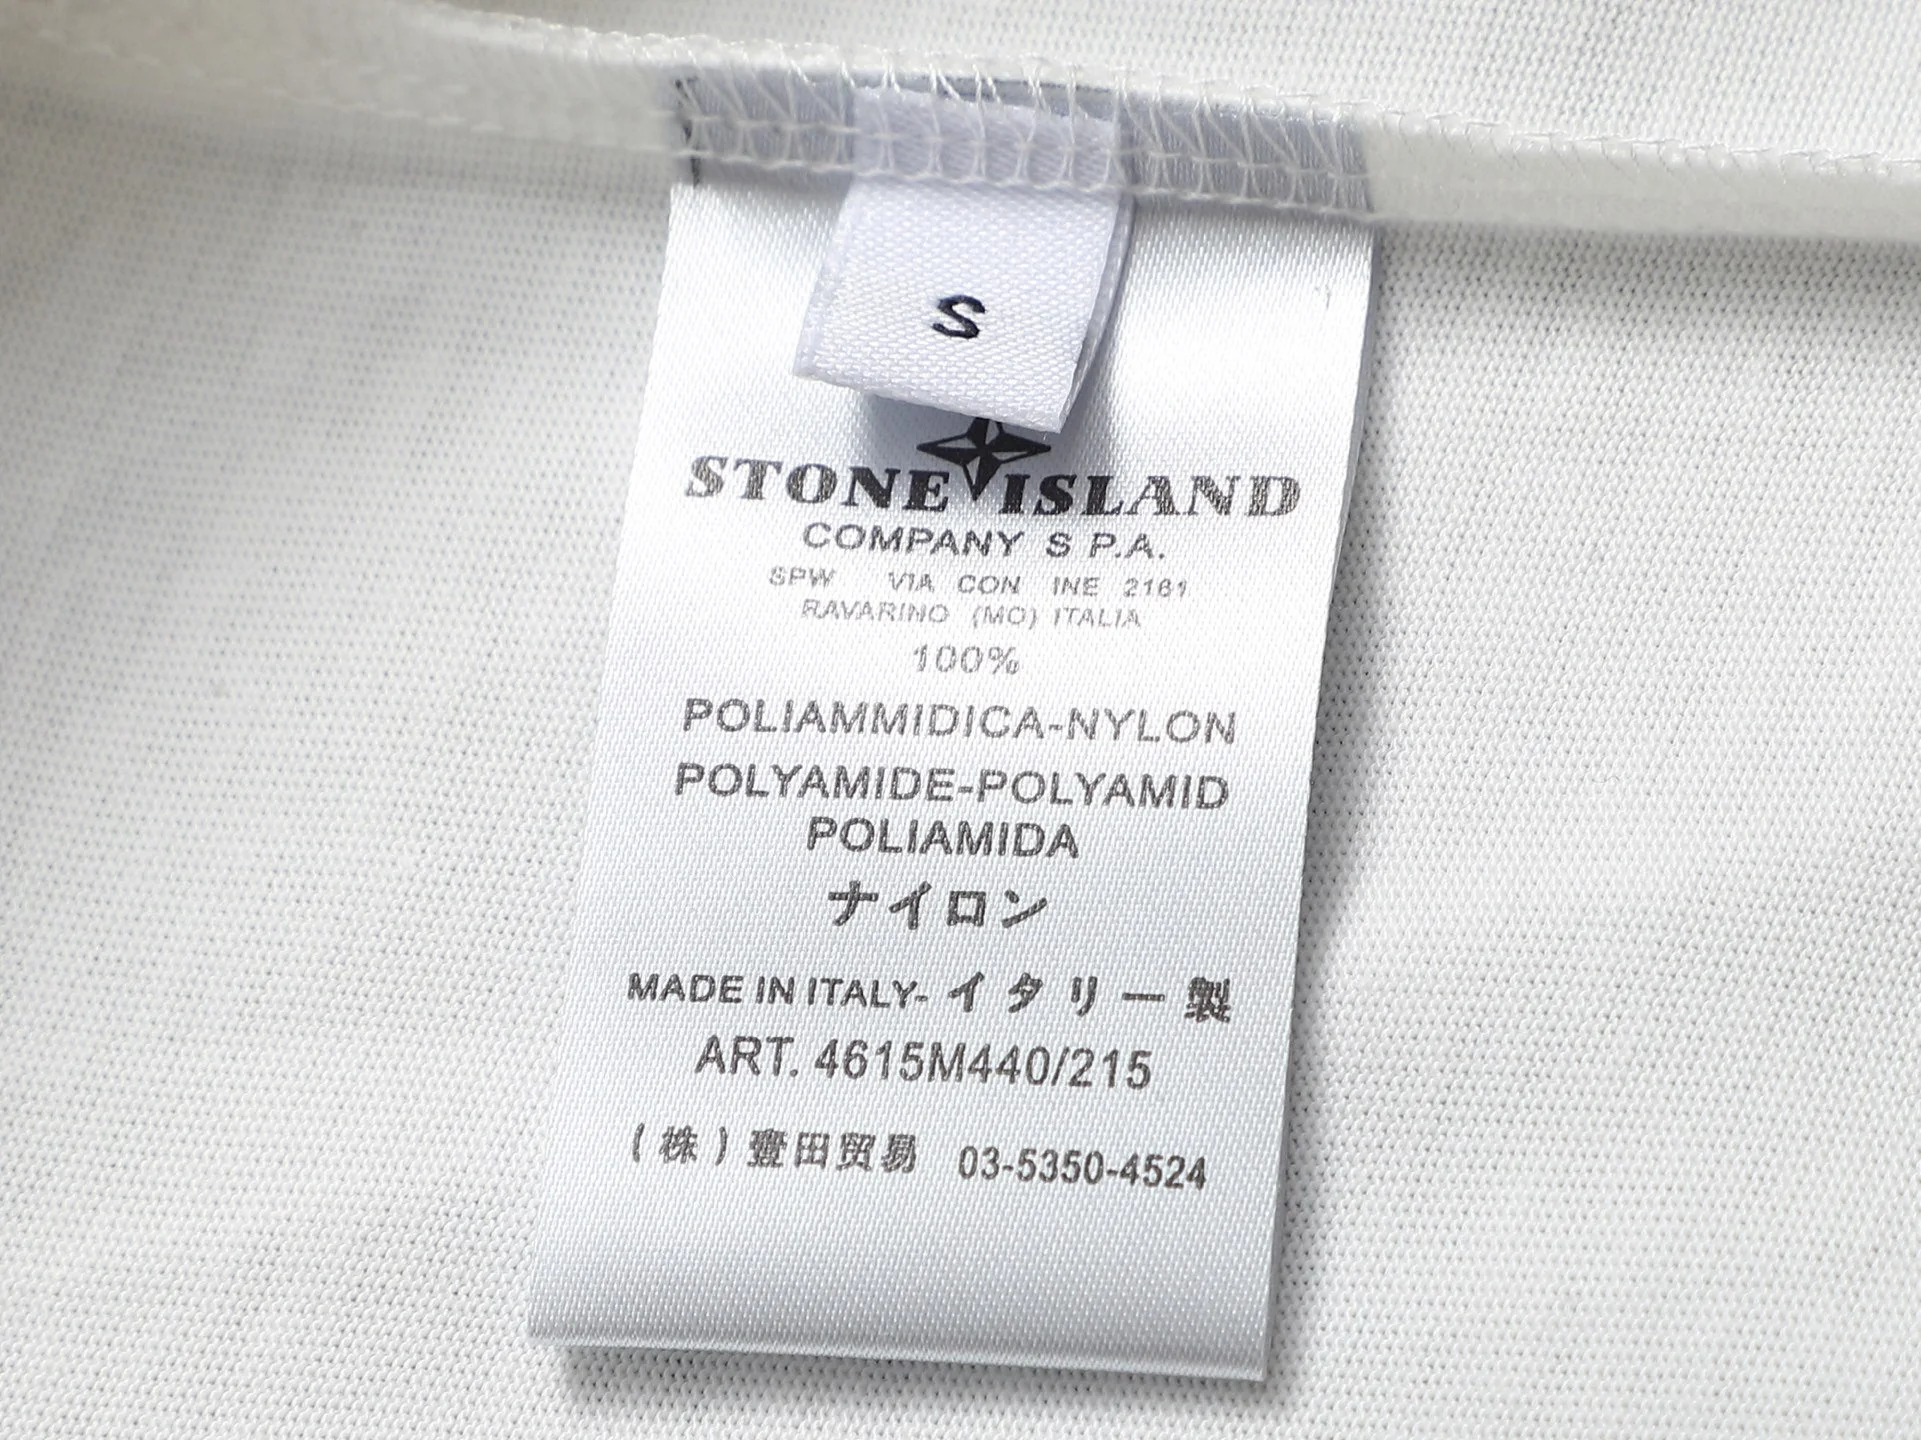 S
STONE ISLAND
COMPANY S P.A.
SPW VIA CON INE 2161
RAVARINO (MO) ITALIA
100%
POLIAMMIDICA-NYLON
POLYAMIDE-POLYAMID
POLIAMIDA
ナイロン
MADE IN ITALY-イタリー製
ART. 4615M440/215
(株)豊田贸易 03-5350-4524